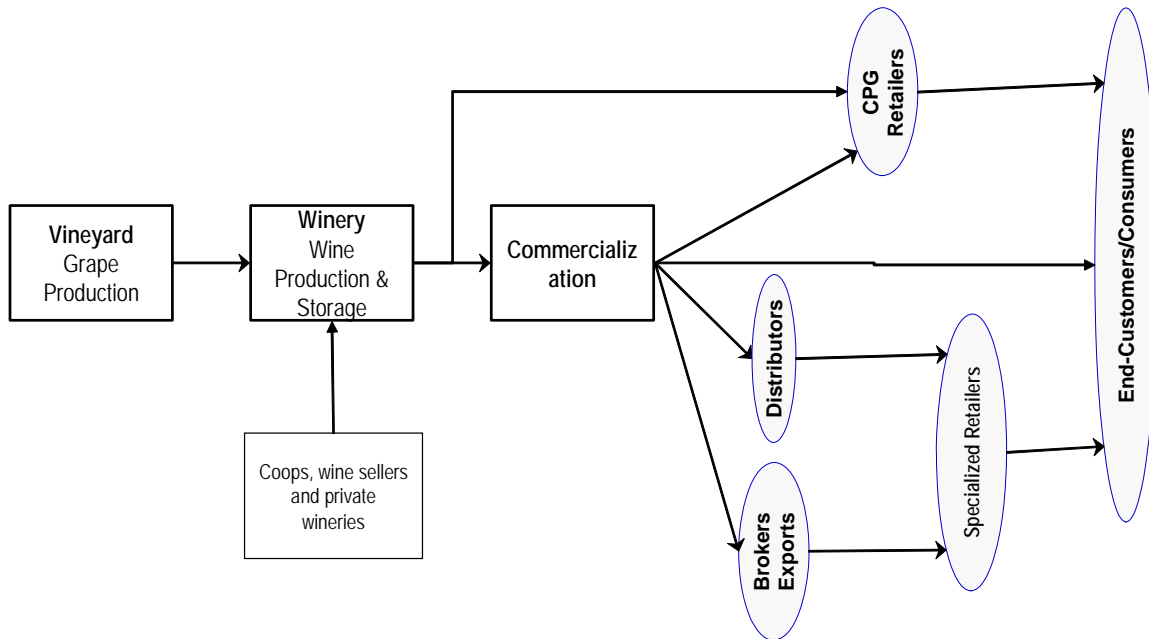 Vineyard
Grape
Production
Winery
Wine
Production &
Storage
Commercializ
ation
Coops, wine sellers
and private
wineries
CPG
Retailers
Distributors
Brokers
Exports
Specialized Retailers
End-Customers/Consumers